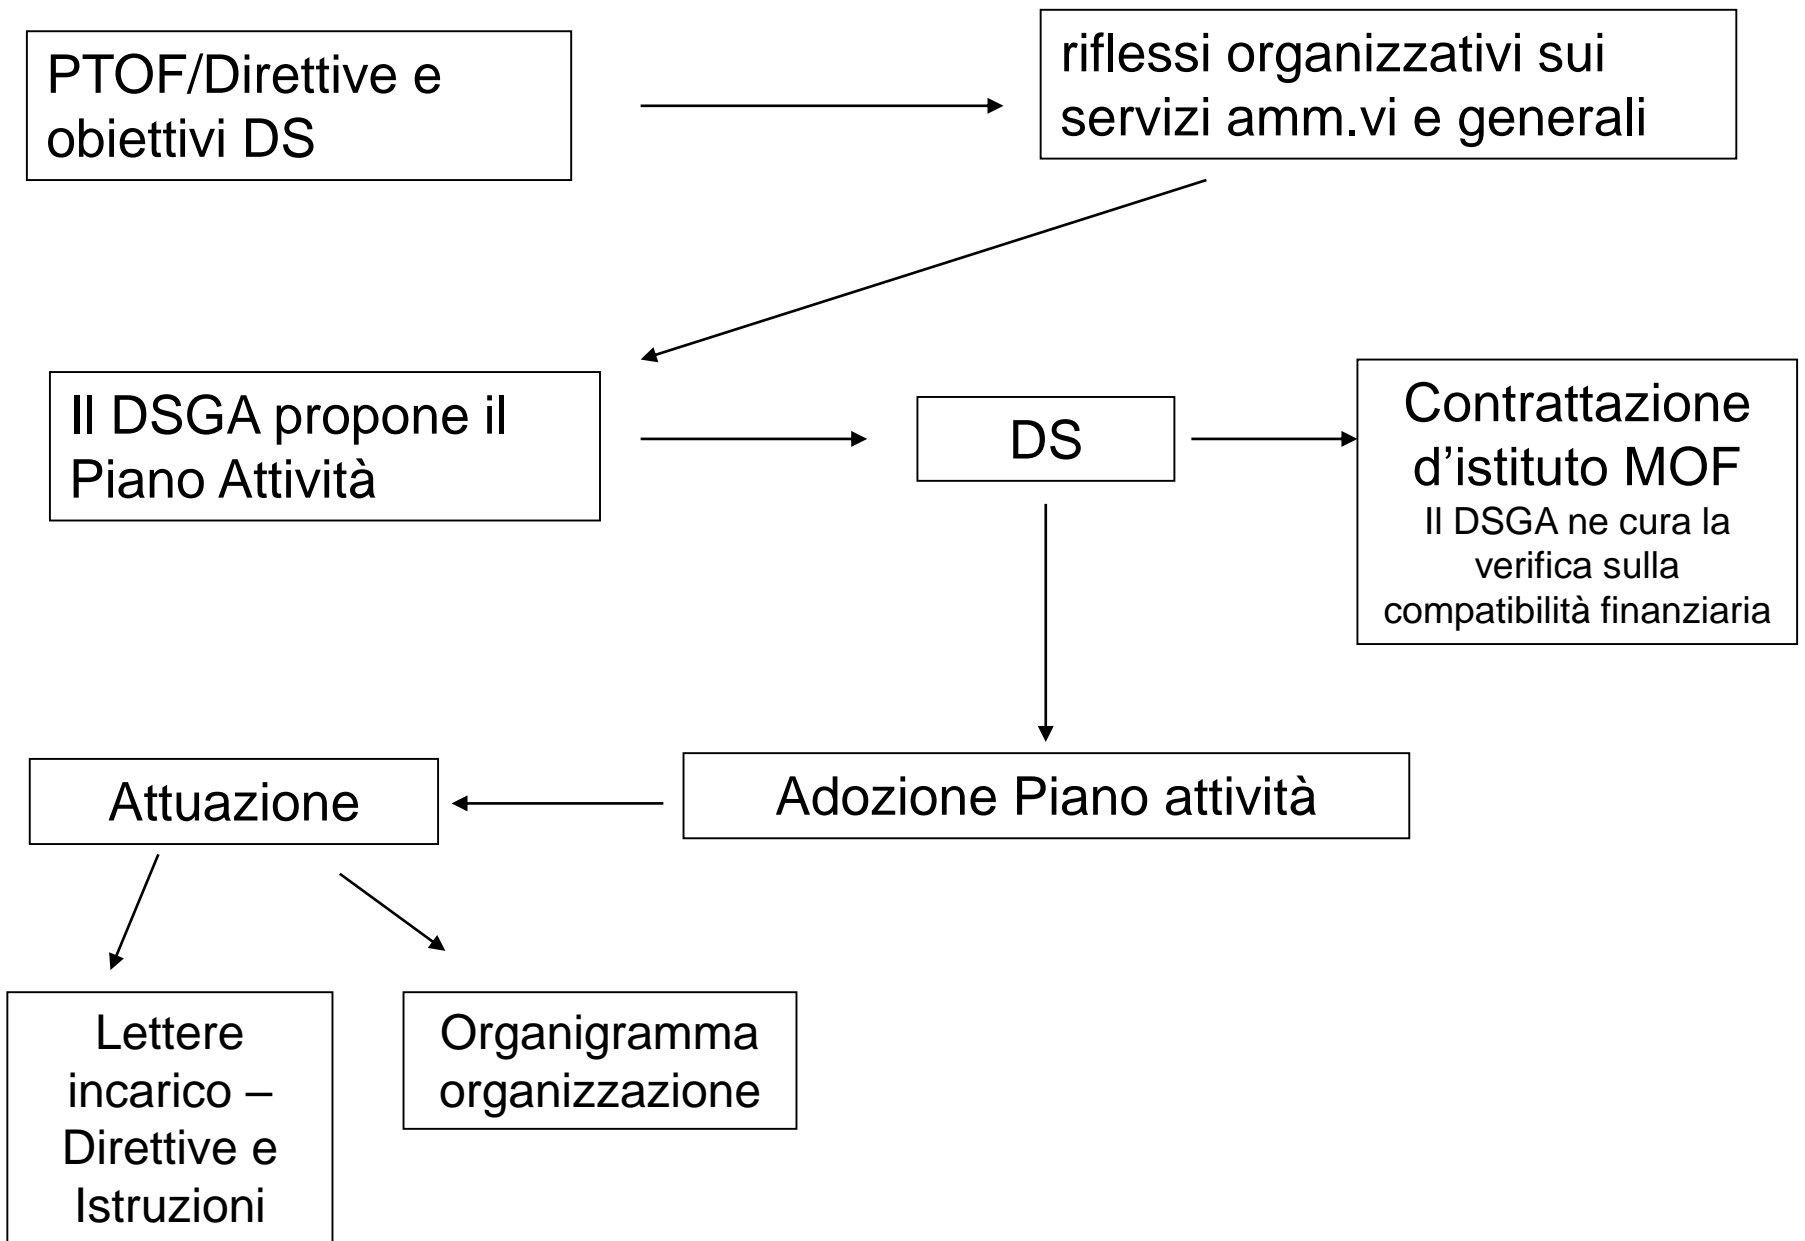 PTOF/Direttive e
obiettivi DS
riflessi organizzativi sui
servizi amm.vi e generali
Il DSGA propone il
Piano Attività
DS
Contrattazione
d’istituto MOF
Il DSGA ne cura la
verifica sulla
compatibilità finanziaria
Attuazione
Adozione Piano attività
Lettere
incarico –
Direttive e
Istruzioni
Organigramma
organizzazione